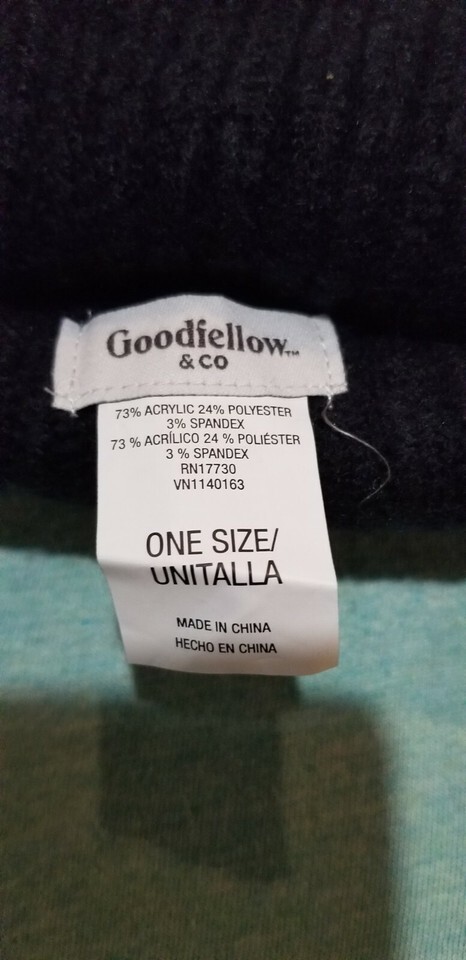 Goodfellow™
& CO
73% ACRYLIC 24% POLYESTER
3% SPANDEX
73 % ACRÍLICO 24 % POLIÉSTER
3 % SPANDEX
RN17730
VN1140163
ONE SIZE/
UNITALLA
MADE IN CHINA
HECHO EN CHINA